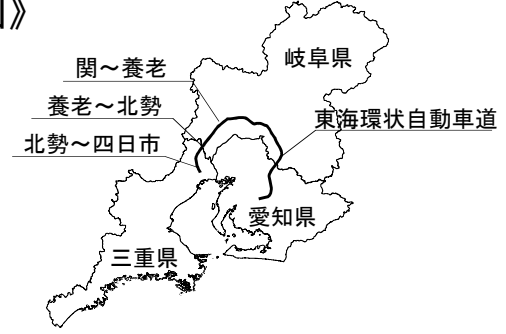 》
岐阜県
関～養老
養老～北勢
東海環状自動車道
北勢～四日市
愛知県
三重県